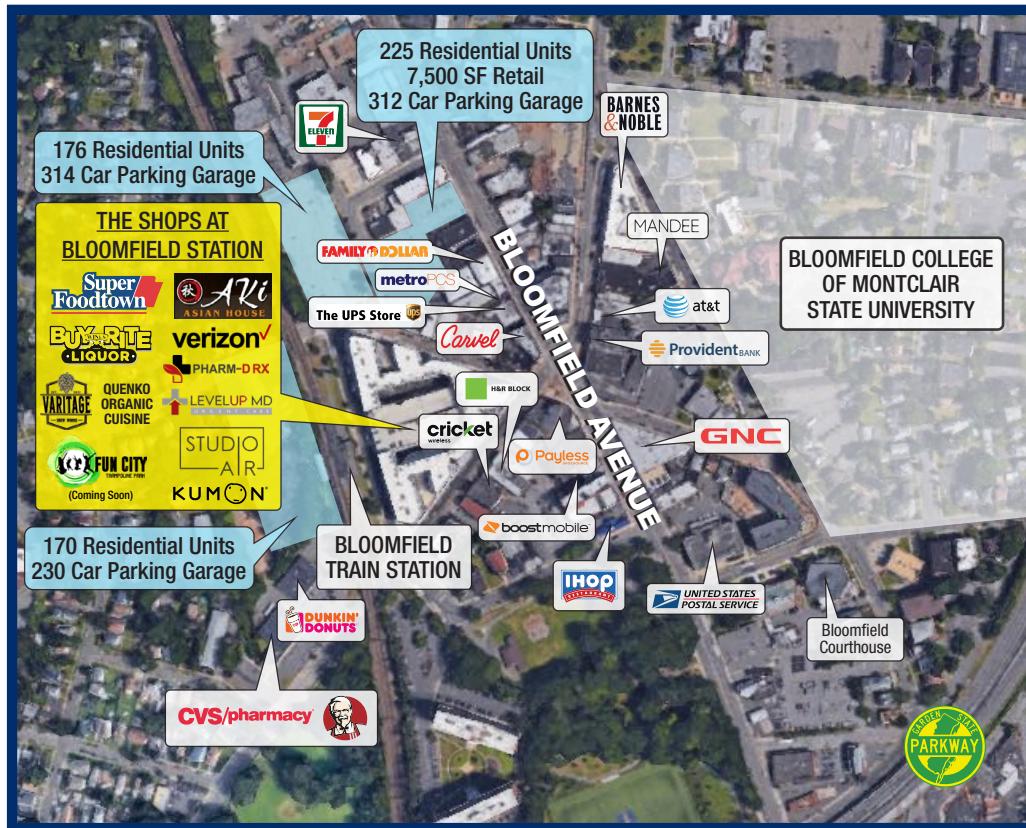 225 Residential Units
7,500 SF Retail
312 Car Parking Garage
7
ELEVEN
BARNES
&NOBLE
176 Residential Units
314 Car Parking Garage
THE SHOPS AT
BLOOMFIELD STATION
Super
Foodtown
AKi
ASIAN HOUSE
BUY RITE
LIQUOR
verizon
PHARM-D RX
VARITAGE
QUENKO
ORGANIC
CUISINE
LEVELUP MD
URGENT CARE
FUN CITY
TRAMPOLINE PARK
(Coming Soon)
STUDIO
AIR
KUMON
FAMILY DOLLAR
metroPCS
The UPS Store
ups
Carvel
BLOOMFIELD AVENUE
MANDEE
at&t
Provident BANK
BLOOMFIELD COLLEGE
OF MONTCLAIR
STATE UNIVERSITY
H&R BLOCK
cricket
wireless
Payless
GNC
boostmobile
170 Residential Units
230 Car Parking Garage
BLOOMFIELD
TRAIN STATION
IHOP
RESTAURANT
UNITED STATES
POSTAL SERVICE
DUNKIN'
DONUTS
Bloomfield
Courthouse
CVS/pharmacy
GARDEN STATE
PARKWAY